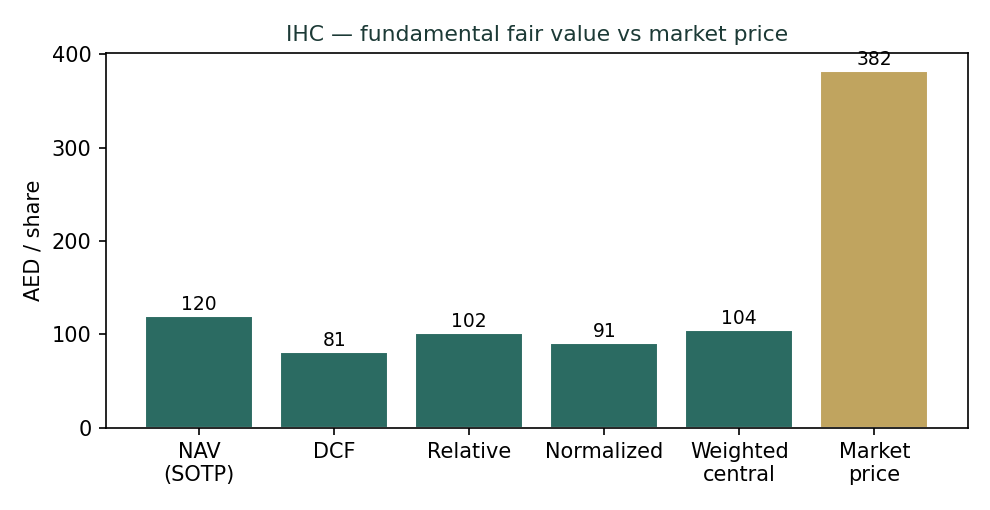 IHC — fundamental fair value vs market price
AED / share
400
300
200
100
0
120
81
102
91
104
382
NAV
(SOTP)
DCF
Relative
Normalized
Weighted
central
Market
price